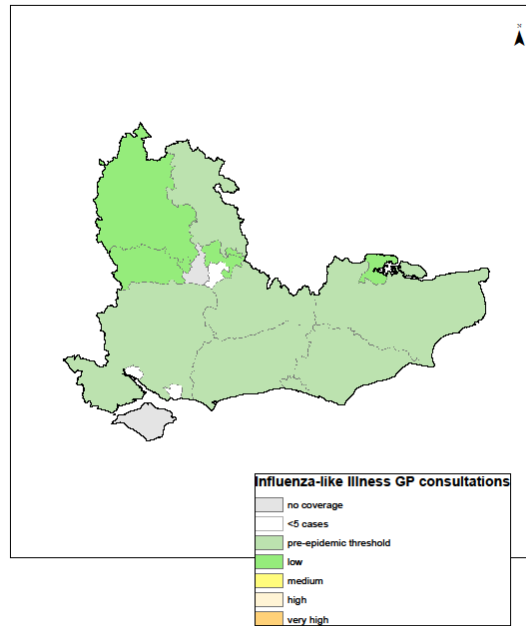 N
Influenza-like Illness GP consultations
no coverage
<5 cases
pre-epidemic threshold
low
medium
high
very high